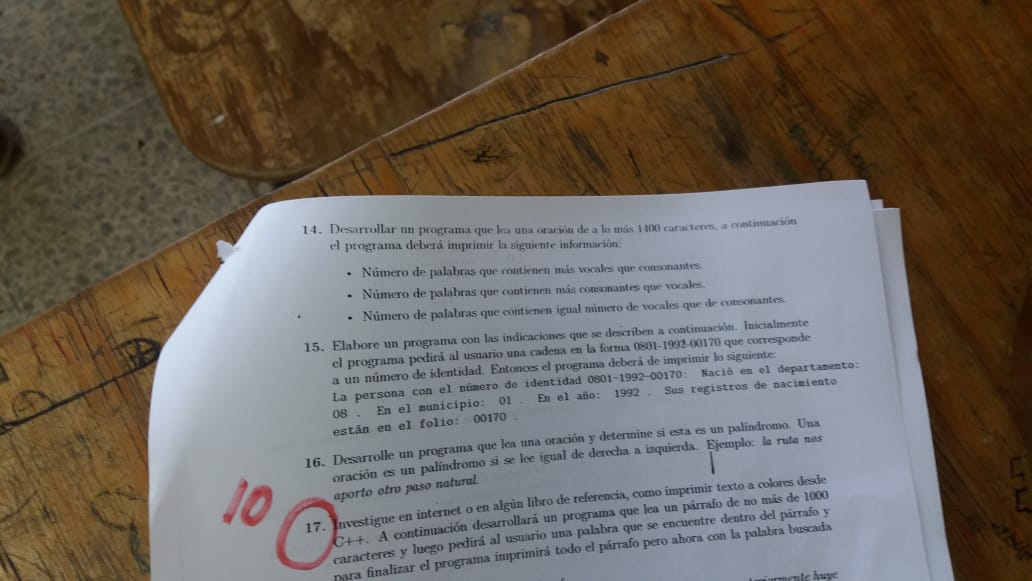 14. Desarrollar un programa que lea una oración de a lo más 1400 caracteres, a continuación
el programa deberá imprimir la siguiente información:
• Número de palabras que contienen más vocales que consonantes.
• Número de palabras que contienen más consonantes que vocales.
• Número de palabras que contienen igual número de vocales que de consonantes.
15. Elabore un programa con las indicaciones que se describen a continuación. Inicialmente
el programa pedirá al usuario una cadena en la forma 0801-1992-00170 que corresponde
a un número de identidad. Entonces el programa deberá de imprimir lo siguiente:
La persona con el número de identidad 0801-1992-00170: Nació en el departamento:
08 . En el municipio: 01 . En el año: 1992 . Sus registros de nacimiento
están en el folio: 00170 .
16. Desarrolle un programa que lea una oración y determine si esta es un palíndromo. Una
oración es un palíndromo si se lee igual de derecha a izquierda. Ejemplo: la ruta nos
aporto otro paso natural.
10
17. Investigue en internet o en algún libro de referencia, como imprimir texto a colores desde
C++. A continuación desarrollará un programa que lea un párrafo de no más de 1000
caracteres y luego pedirá al usuario una palabra que se encuentre dentro del párrafo y
para finalizar el programa imprimirá todo el párrafo pero ahora con la palabra buscada
huye